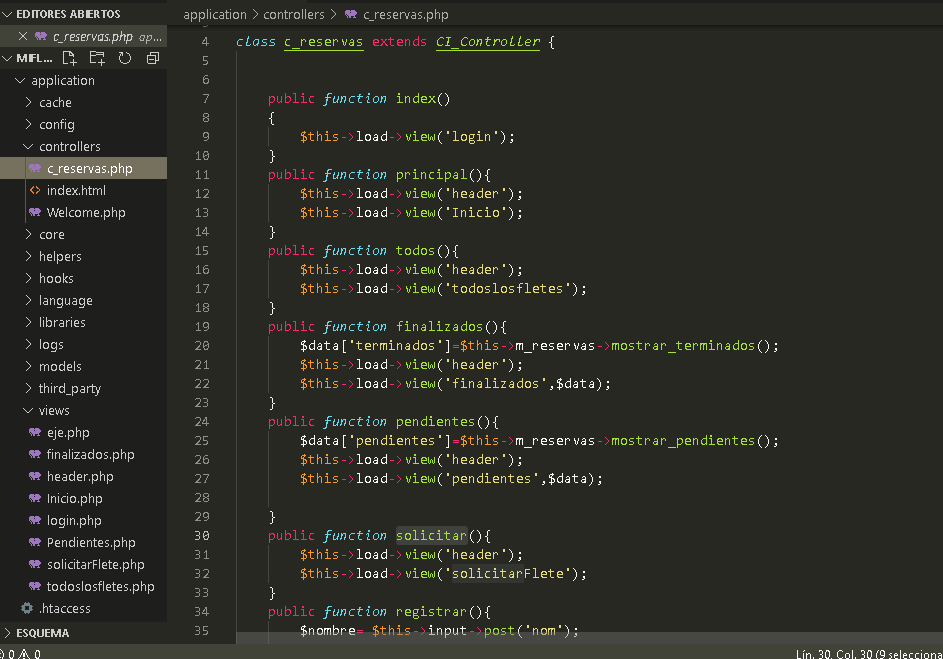 EDITORES ABIERTOS
c_reservas.php ap...
MIFL...
application
cache
config
controllers
c_reservas.php
index.html
Welcome.php
core
helpers
hooks
language
libraries
logs
models
third_party
views
eje.php
finalizados.php
header.php
Inicio.php
login.php
Pendientes.php
solicitarFlete.php
todoslosfletes.php
.htaccess
ESQUEMA
0 0
application > controllers > c_reservas.php
4 class c_reservas extends CI_Controller {
5
6
7 public function index()
8 {
9 $this->load->view('login');
10 }
11 public function principal(){
12 $this->load->view('header');
13 $this->load->view('Inicio');
14 }
15 public function todos(){
16 $this->load->view('header');
17 $this->load->view('todoslosfletes');
18 }
19 public function finalizados(){
20 $data['terminados']=$this->m_reservas->mostrar_terminados();
21 $this->load->view('header');
22 $this->load->view('finalizados',$data);
23 }
24 public function pendientes(){
25 $data['pendientes']=$this->m_reservas->mostrar_pendientes();
26 $this->load->view('header');
27 $this->load->view('pendientes',$data);
28
29 }
30 public function solicitar(){
31 $this->load->view('header');
32 $this->load->view('solicitarFlete');
33 }
34 public function registrar(){
35 $nombre= $this->input->post('nom');
Lín. 30, Col. 30 (9 selecciona